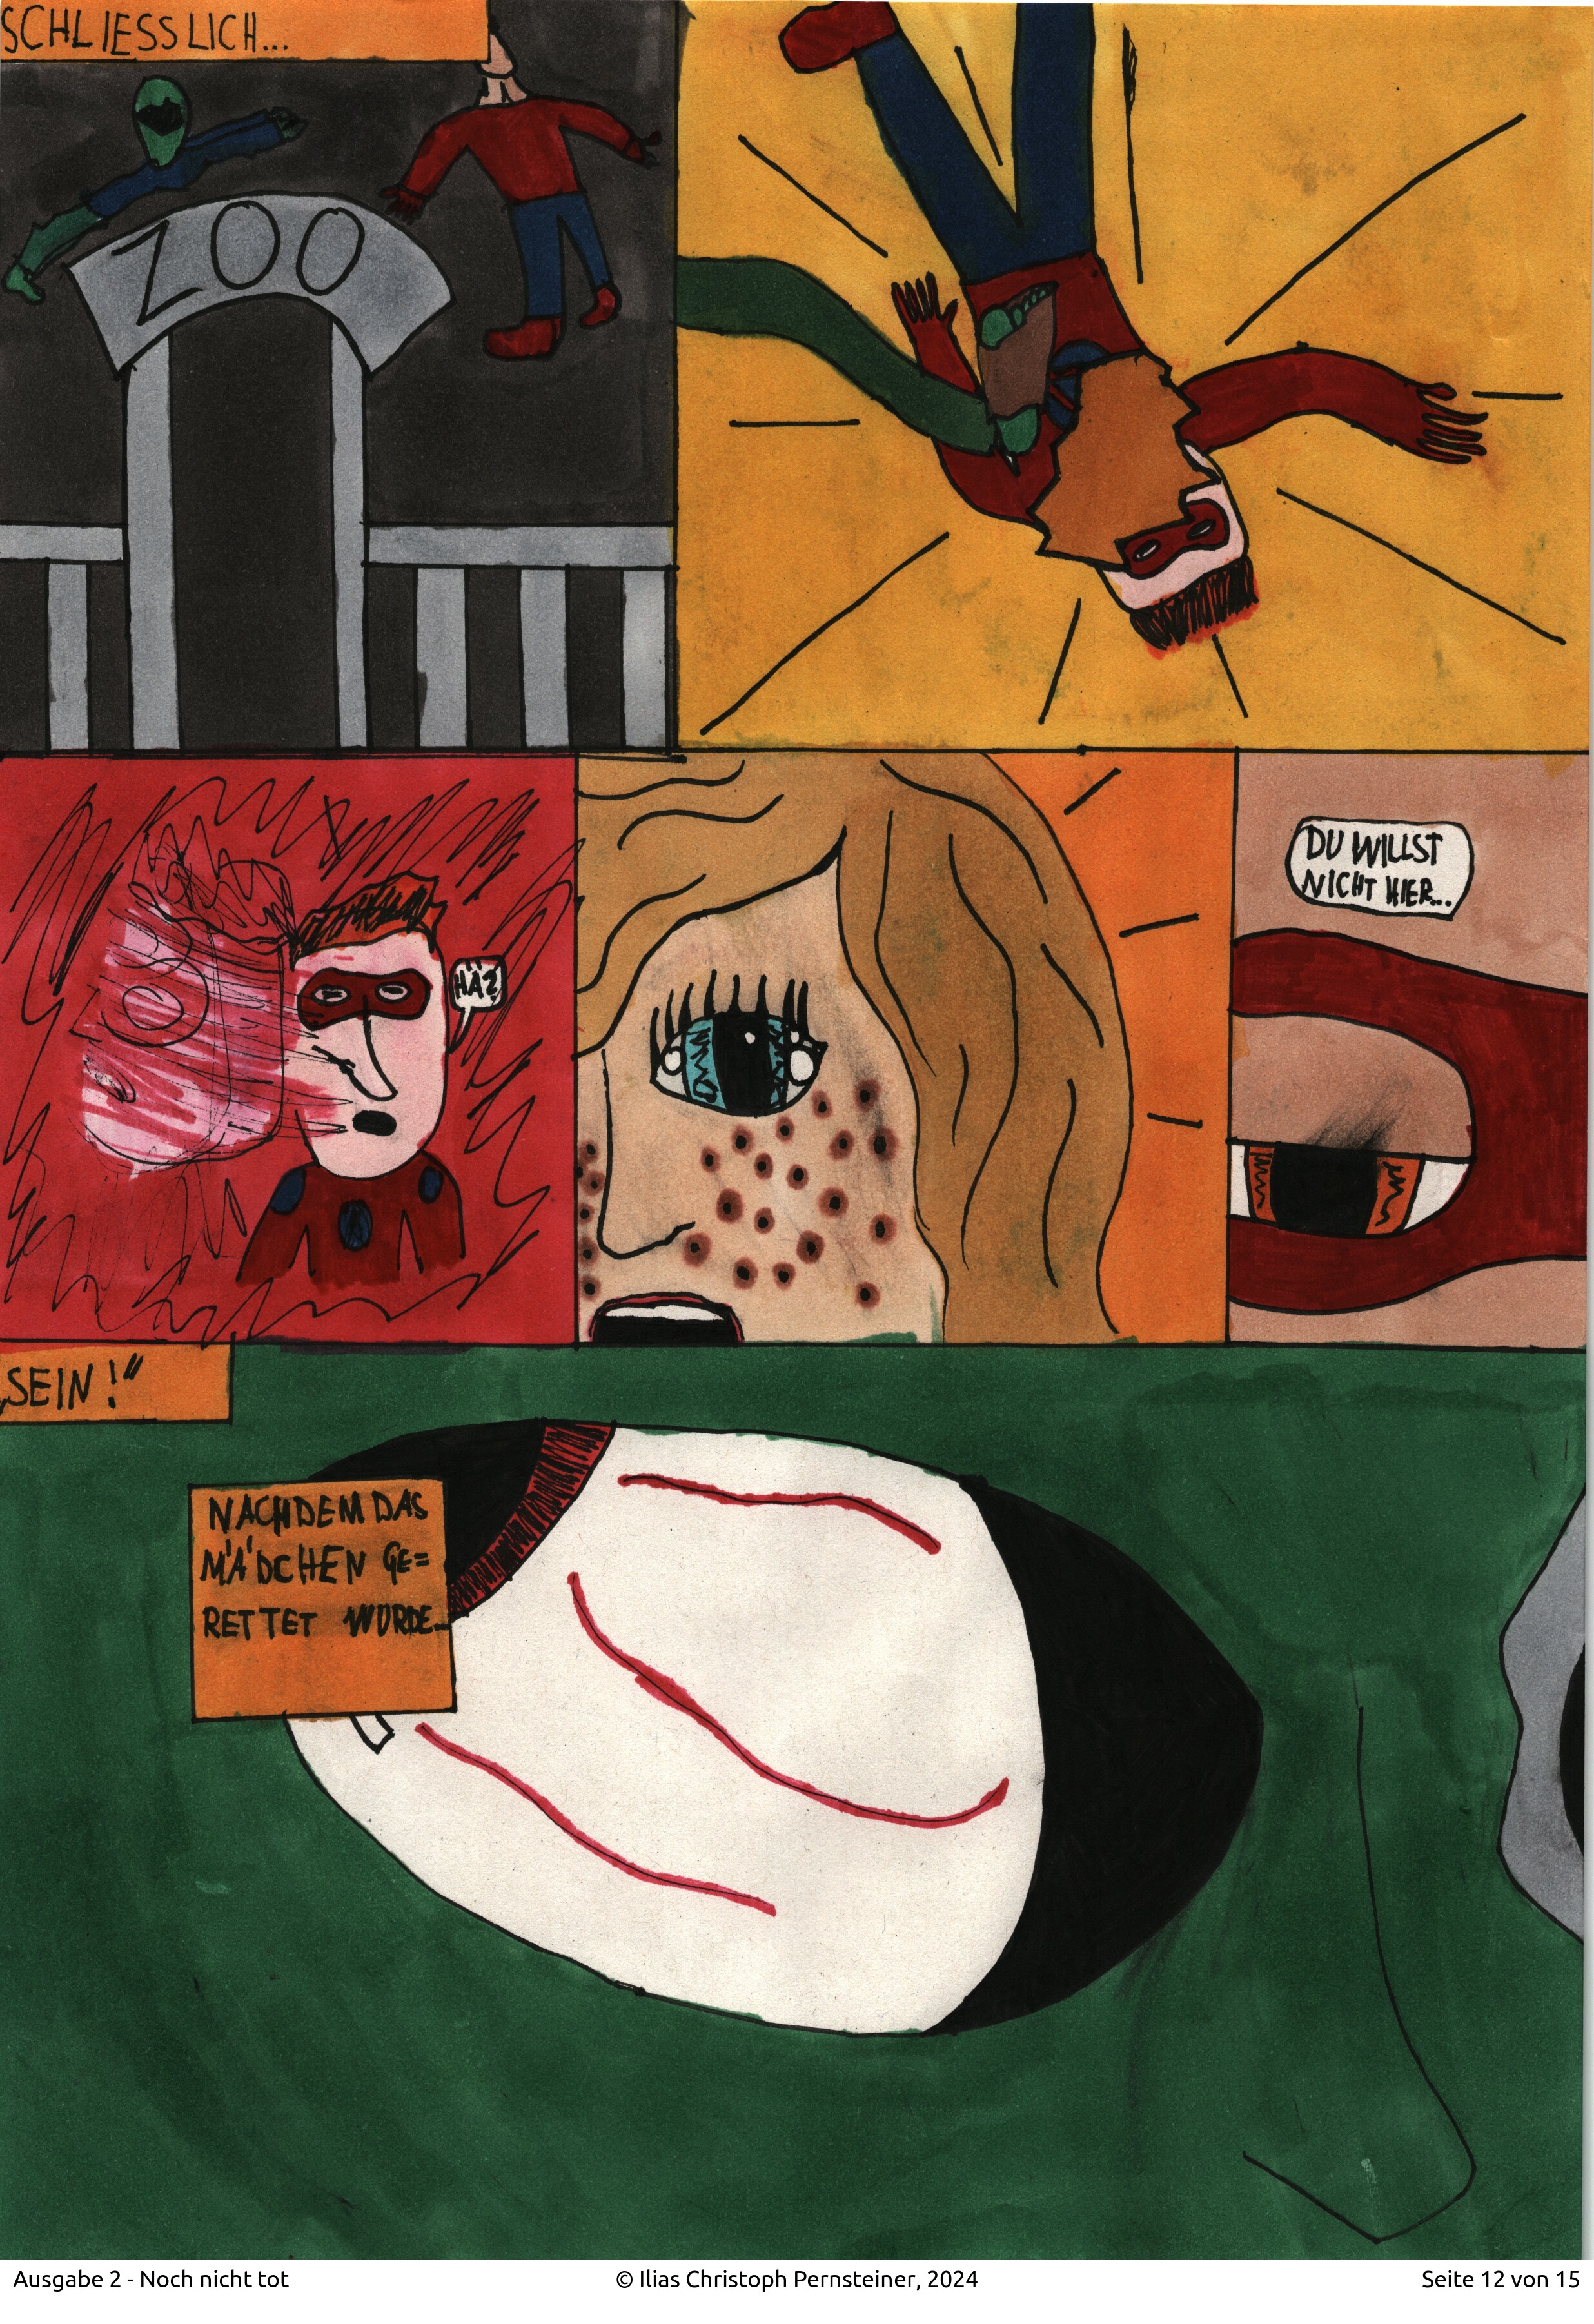 SCHLIESSLICH...
ZOO
HÄ?
DU WILLST
NICHT HIER...
„SEIN!“
NACHDEM DAS
MÄDCHEN GE=
RETTET WURDE...
Ausgabe 2 - Noch nicht tot
© Ilias Christoph Pernsteiner, 2024
Seite 12 von 15